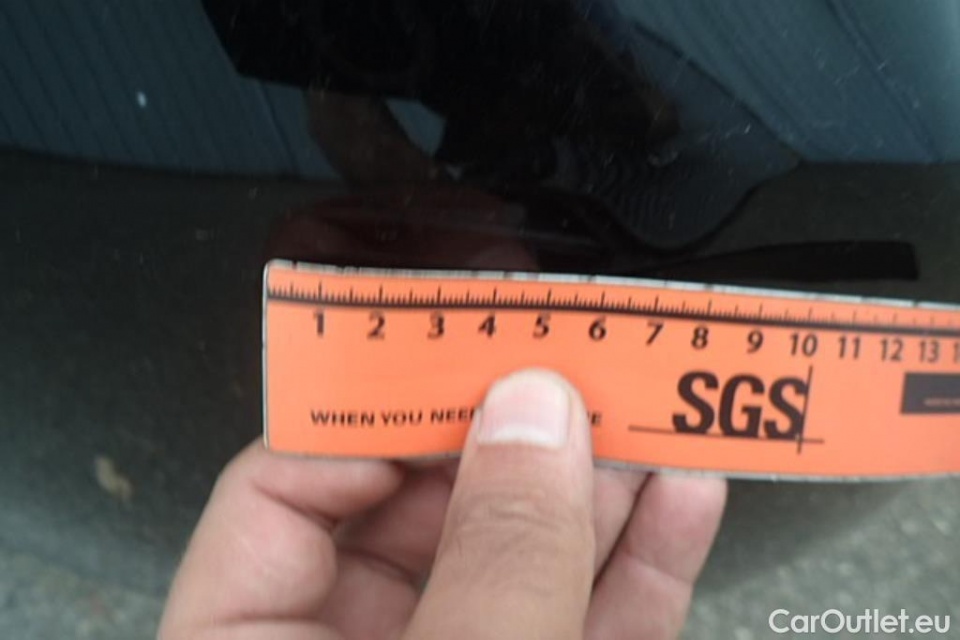 1 2 3 4 5 6 7 8 9 10 11 12 13
WHEN YOU NEE
E
SGS
CarOutlet.eu